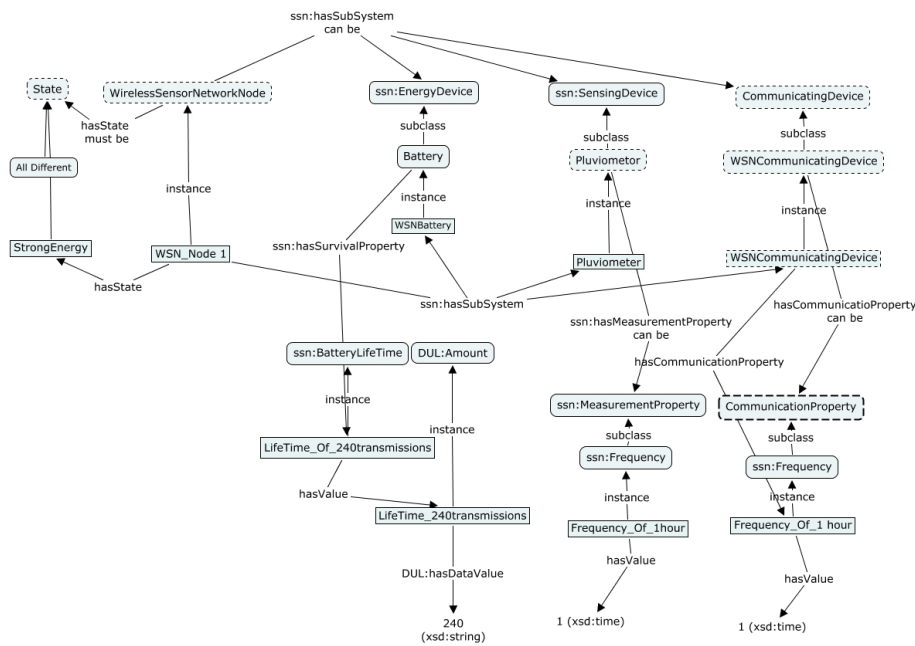 ssn:hasSubSystem
can be
State
WirelessSensorNetworkNode
ssn:EnergyDevice
ssn:SensingDevice
CommunicatingDevice
hasState
must be
subclass
subclass
subclass
All Different
Battery
Pluviometor
WSNCommunicatingDevice
instance
instance
instance
instance
WSNBattery
StrongEnergy
WSN_Node 1
ssn:hasSurvivalProperty
Pluviometer
WSNCommunicatingDevice
hasState
ssn:hasSubSystem
hasCommunicatioProperty
can be
ssn:hasMeasurementProperty
can be
ssn:BatteryLifeTime
DUL:Amount
hasCommunicationProperty
instance
ssn:MeasurementProperty
CommunicationProperty
instance
subclass
subclass
LifeTime_Of_240transmissions
ssn:Frequency
ssn:Frequency
hasValue
instance
instance
LifeTime_240transmissions
Frequency_Of_1hour
Frequency_Of_1 hour
hasValue
DUL:hasDataValue
hasValue
240
(xsd:string)
1 (xsd:time)
1 (xsd:time)